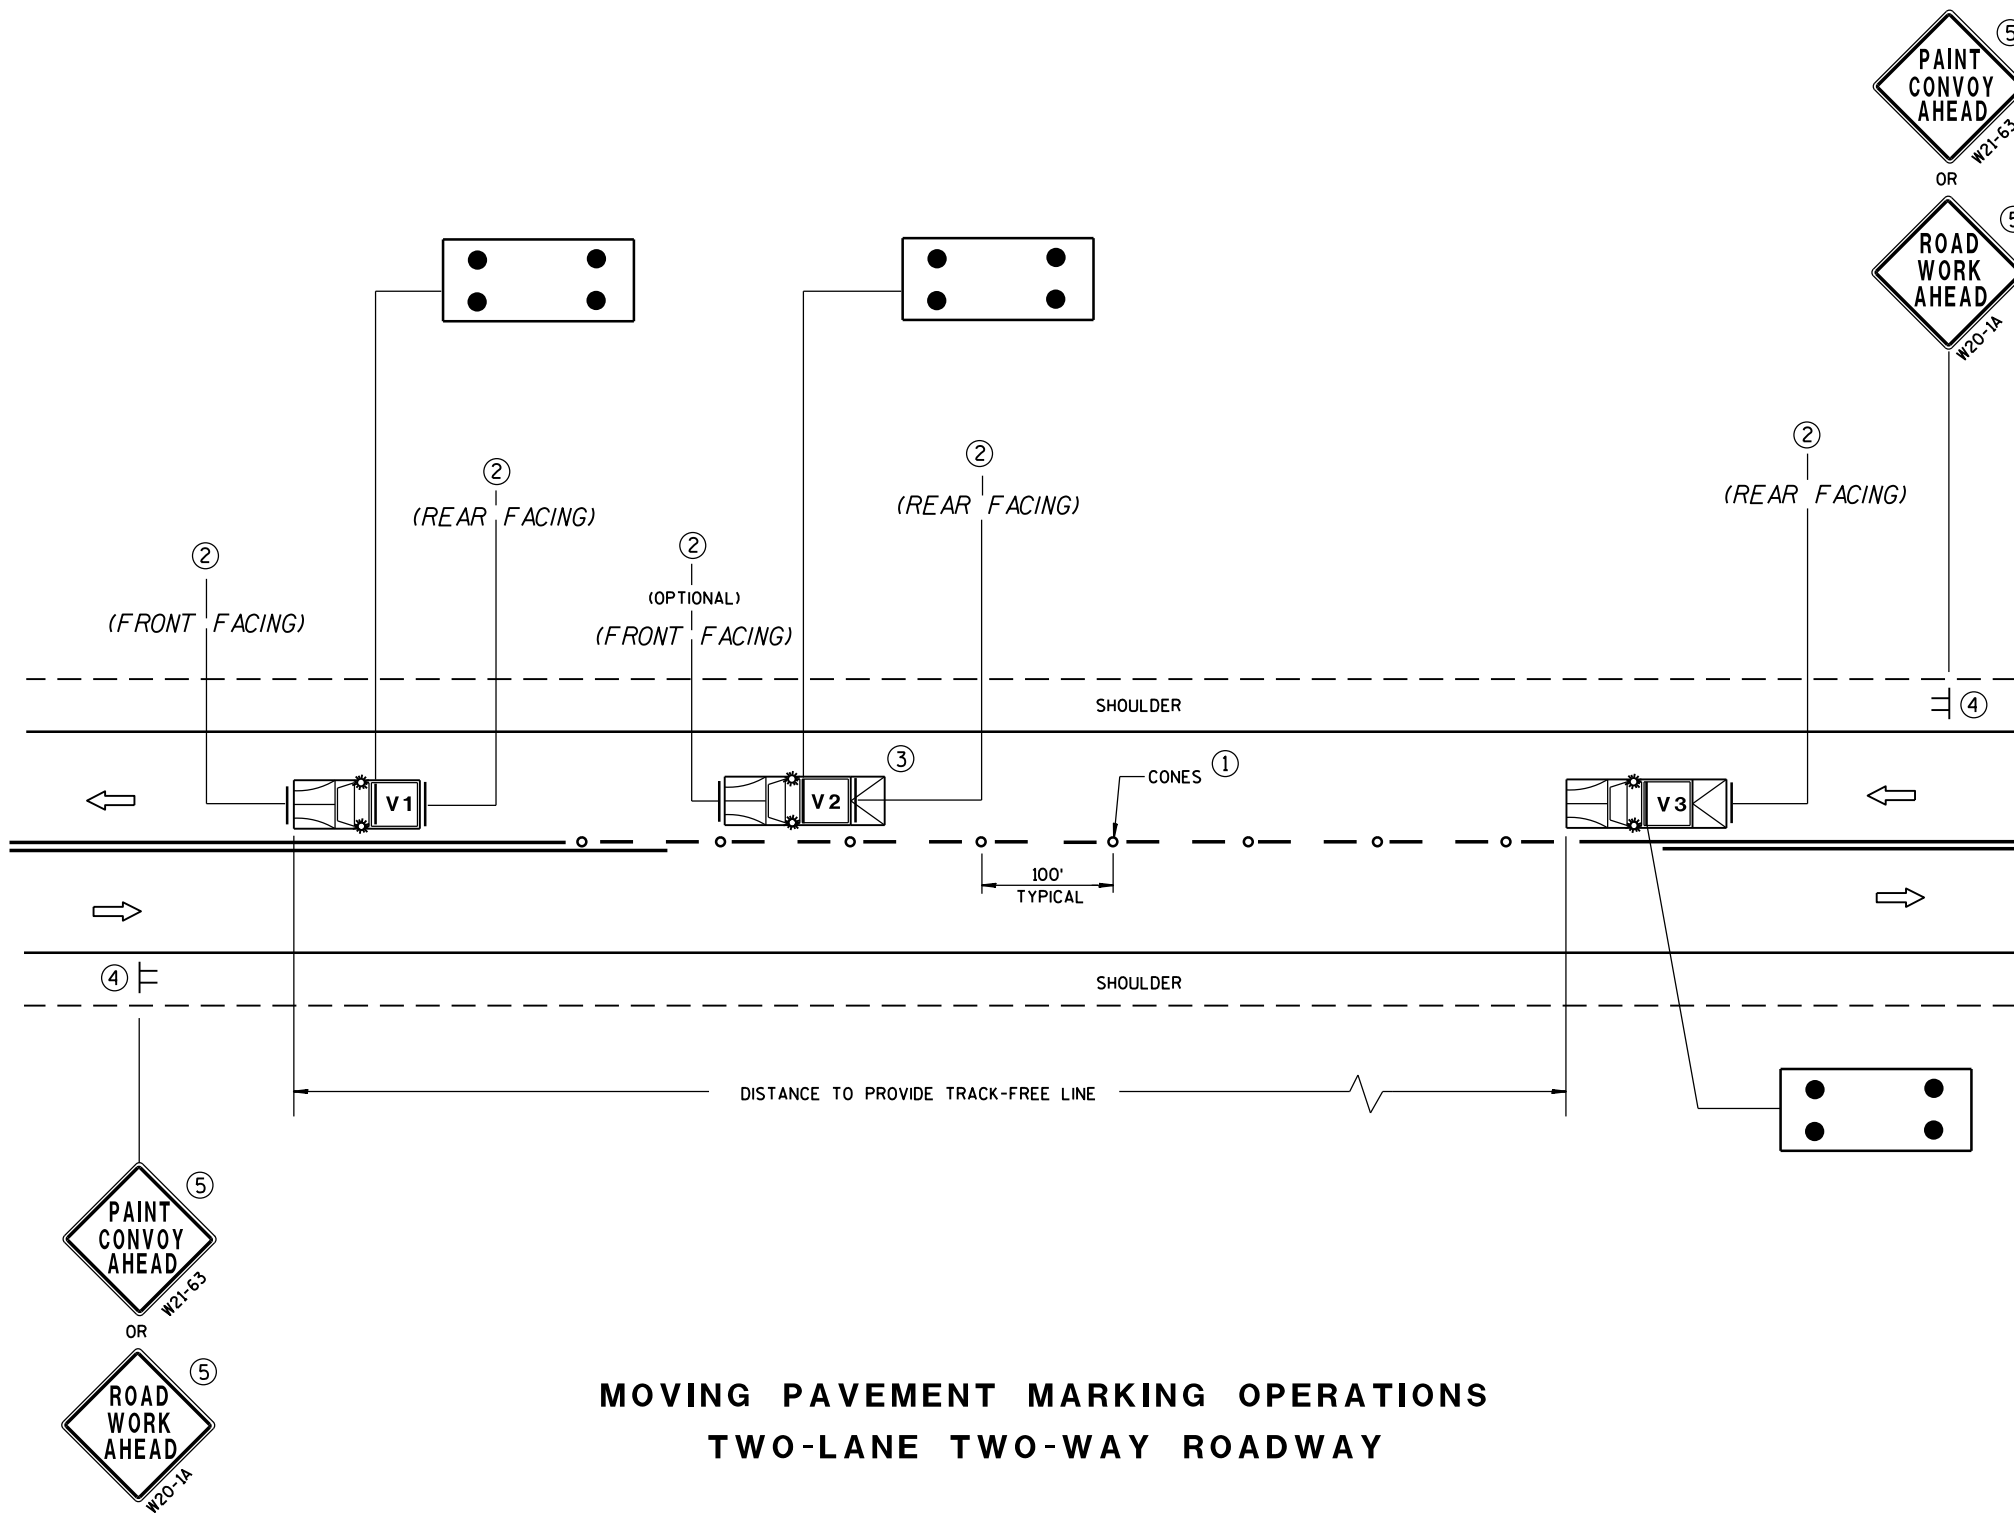 5
PAINT
CONVOY
AHEAD
W21-63
OR
5
ROAD
WORK
AHEAD
W20-1A
2
(REAR FACING)
2
(REAR FACING)
2
(REAR FACING)
2
(FRONT FACING)
2
(OPTIONAL)
(FRONT FACING)
SHOULDER
4
3
CONES 1
V1
V2
V3
100'
TYPICAL
4
SHOULDER
DISTANCE TO PROVIDE TRACK-FREE LINE
5
PAINT
CONVOY
AHEAD
W21-63
OR
5
ROAD
WORK
AHEAD
W20-1A
MOVING PAVEMENT MARKING OPERATIONS
TWO-LANE TWO-WAY ROADWAY